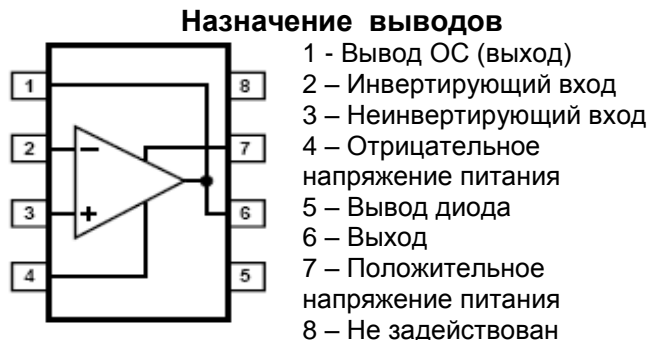 Назначение выводов
1 - Вывод ОС (выход)
2 – Инвертирующий вход
3 – Неинвертирующий вход
4 – Отрицательное
напряжение питания
5 – Вывод диода
6 – Выход
7 – Положительное
напряжение питания
8 – Не задействован
1
8
2
−
7
3
+
6
4
5